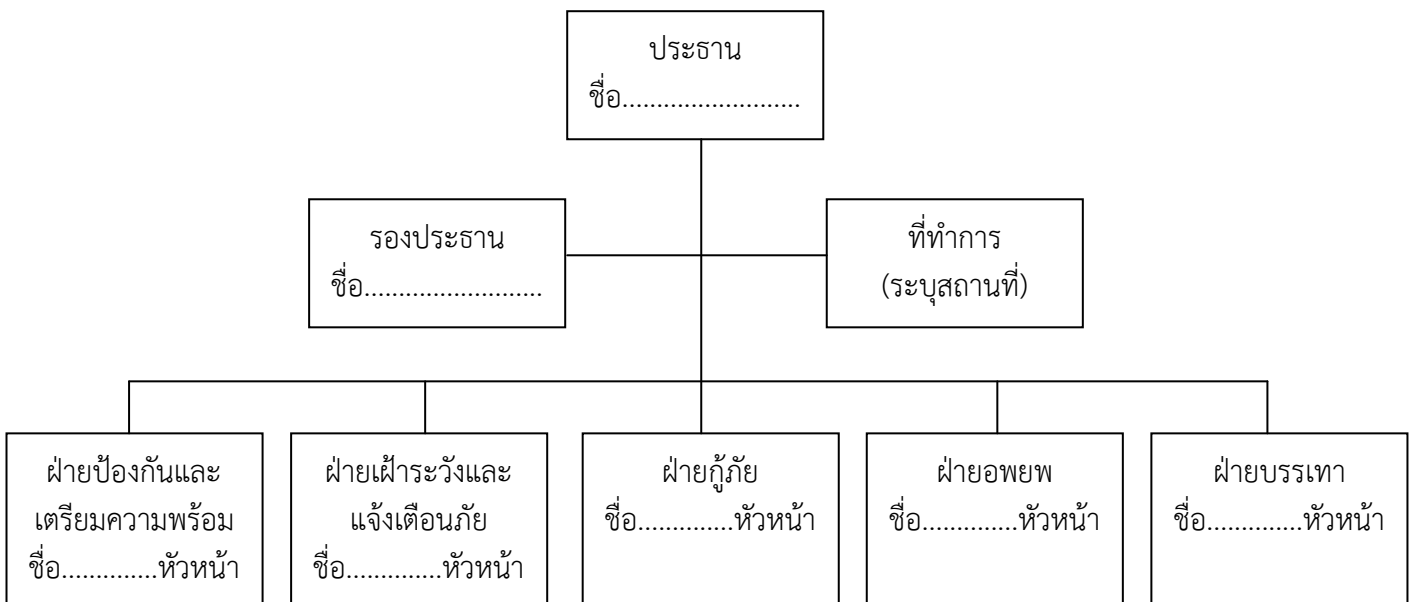 ประธาน
ชื่อ..........................
รองประธาน
ชื่อ..........................
ที่ทำการ
(ระบุสถานที่)
ฝ่ายป้องกันและ
เตรียมความพร้อม
ชื่อ..............หัวหน้า
ฝ่ายเฝ้าระวังและ
แจ้งเตือนภัย
ชื่อ..............หัวหน้า
ฝ่ายกู้ภัย
ชื่อ..............หัวหน้า
ฝ่ายอพยพ
ชื่อ..............หัวหน้า
ฝ่ายบรรเทา
ชื่อ..............หัวหน้า